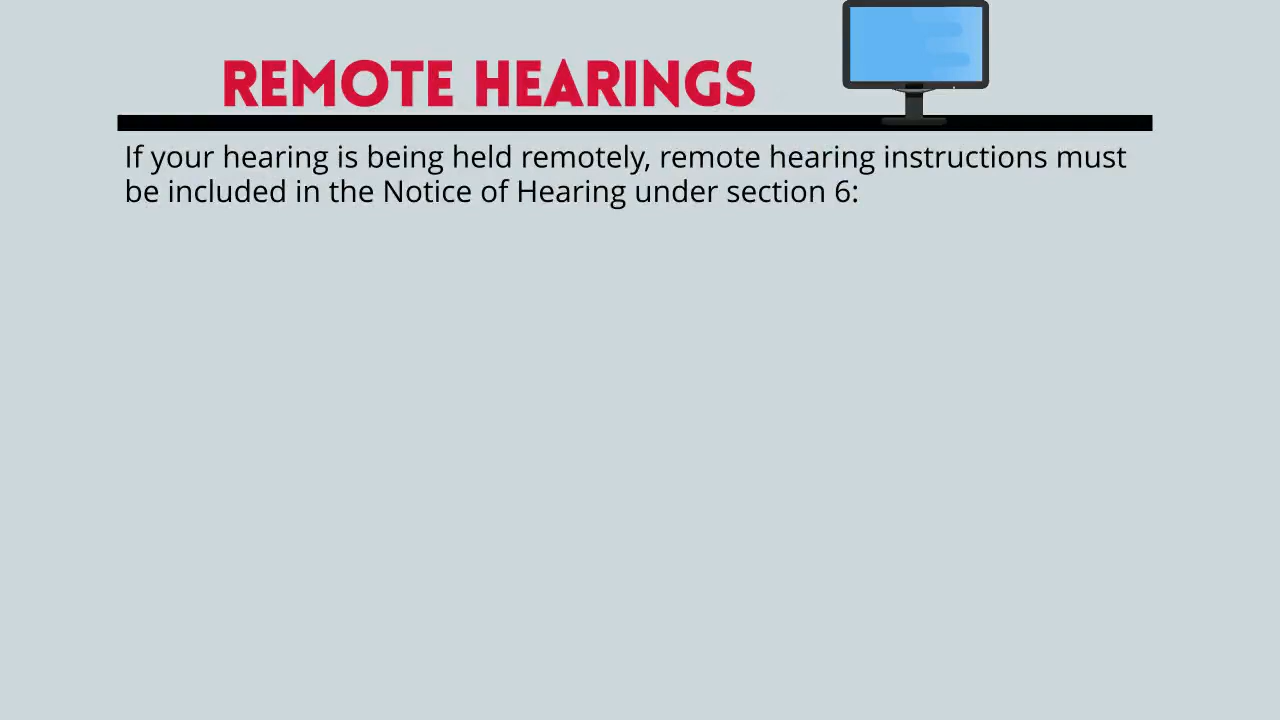 REMOTE HEARINGS
If your hearing is being held remotely, remote hearing instructions must
be included in the Notice of Hearing under section 6: